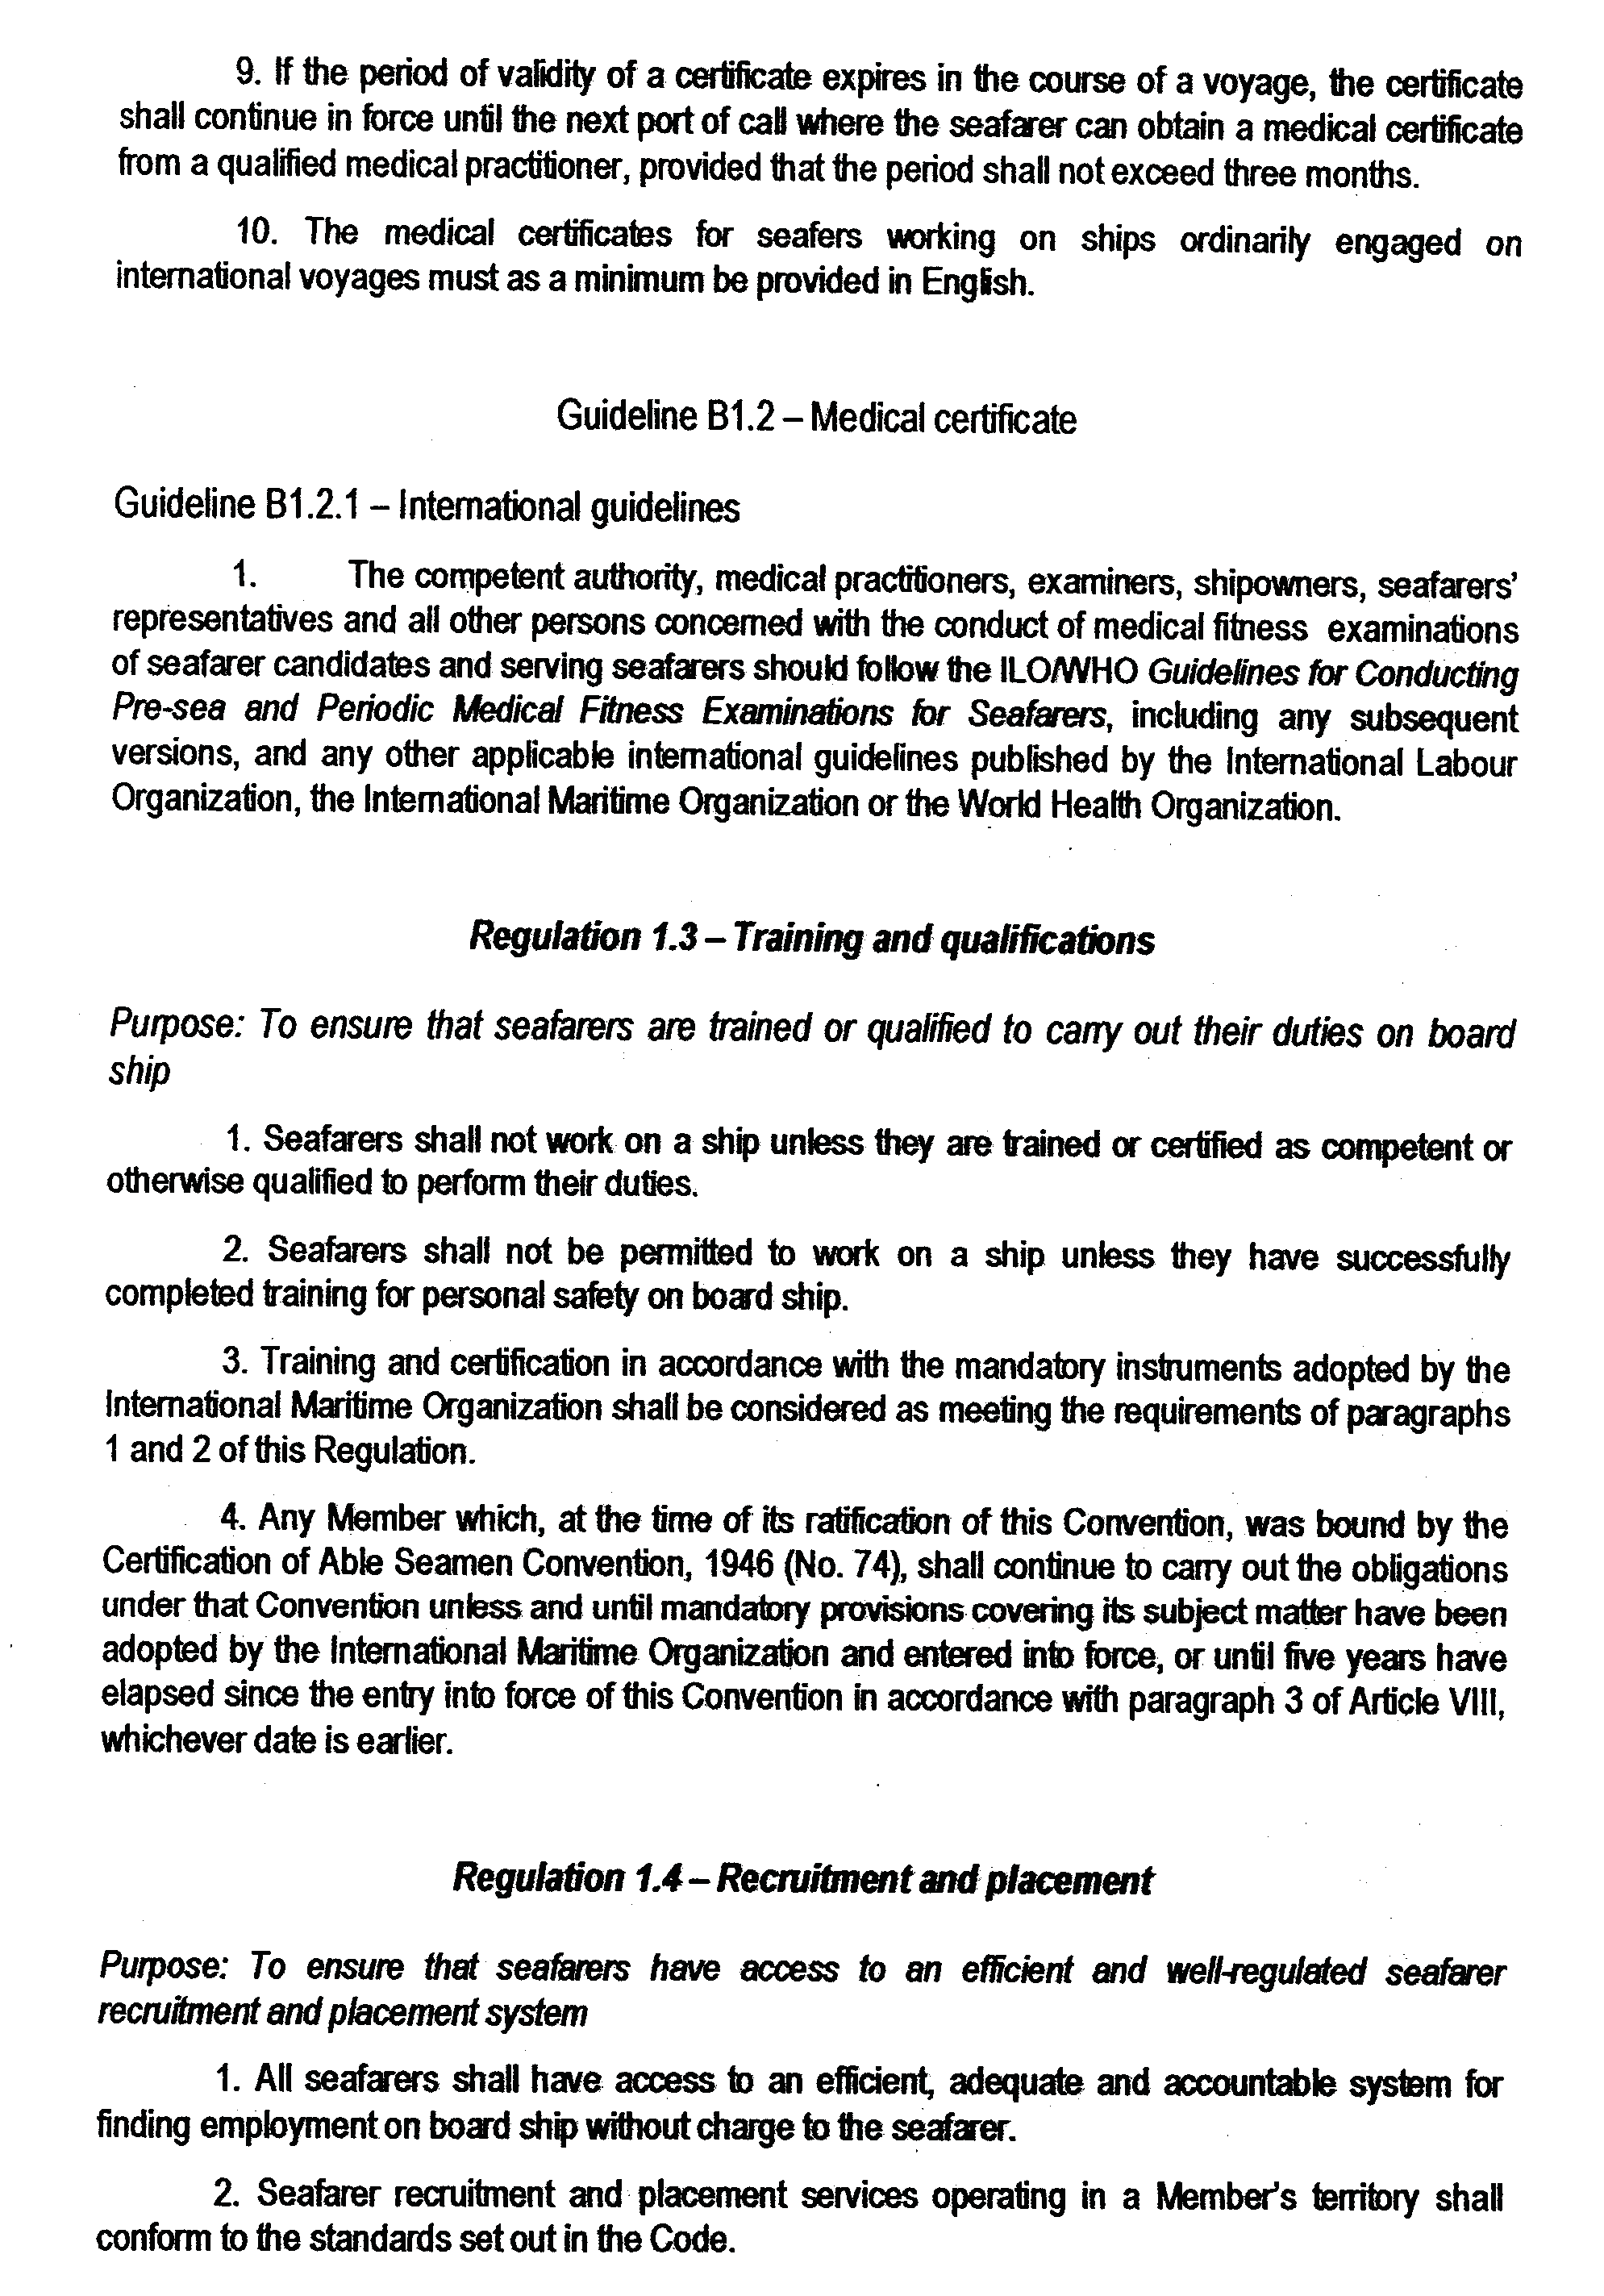 9. If the period of validity of a certificate expires in the course of a voyage, the certificate
shall continue in force until the next port of call where the seafarer can obtain a medical certificate
from a qualified medical practitioner, provided that the period shall not exceed three months.
10. The medical certificates for seafers working on ships ordinarily engaged on
international voyages must as a minimum be provided in English.
Guideline B1.2 – Medical certificate
Guideline B1.2.1 – International guidelines
1. The competent authority, medical practitioners, examiners, shipowners, seafarers'
representatives and all other persons concerned with the conduct of medical fitness examinations
of seafarer candidates and serving seafarers should follow the ILO/WHO Guidelines for Conducting
Pre-sea and Periodic Medical Fitness Examinations for Seafarers, including any subsequent
versions, and any other applicable international guidelines published by the International Labour
Organization, the International Maritime Organization or the World Health Organization.
Regulation 1.3 – Training and qualifications
Purpose: To ensure that seafarers are trained or qualified to carry out their duties on board
ship
1. Seafarers shall not work on a ship unless they are trained or certified as competent or
otherwise qualified to perform their duties.
2. Seafarers shall not be permitted to work on a ship unless they have successfully
completed training for personal safety on board ship.
3. Training and certification in accordance with the mandatory instruments adopted by the
International Maritime Organization shall be considered as meeting the requirements of paragraphs
1 and 2 of this Regulation.
4. Any Member which, at the time of its ratification of this Convention, was bound by the
Certification of Able Seamen Convention, 1946 (No. 74), shall continue to carry out the obligations
under that Convention unless and until mandatory provisions covering its subject matter have been
adopted by the International Maritime Organization and entered into force, or until five years have
elapsed since the entry into force of this Convention in accordance with paragraph 3 of Article VIII,
whichever date is earlier.
Regulation 1.4 – Recruitment and placement
Purpose: To ensure that seafarers have access to an efficient and well-regulated seafarer
recruitment and placement system
1. All seafarers shall have access to an efficient, adequate and accountable system for
finding employment on board ship without charge to the seafarer.
2. Seafarer recruitment and placement services operating in a Member's territory shall
conform to the standards set out in the Code.